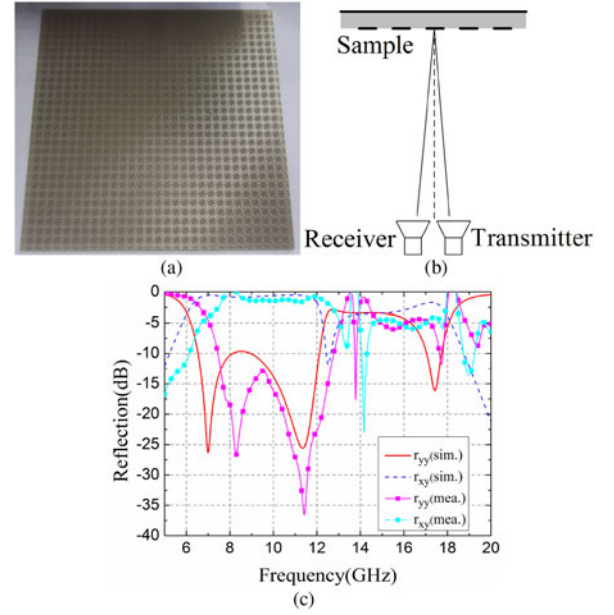 Sample
Receiver
Transmitter
(a)
(b)
Reflection(dB)
0
-5
-10
-15
-20
-25
-30
-35
-40
r_yy(sim.)
r_xy(sim.)
r_yy(mea.)
r_xy(mea.)
5 6 8 10 12 14 16 18 20
Frequency(GHz)
(c)